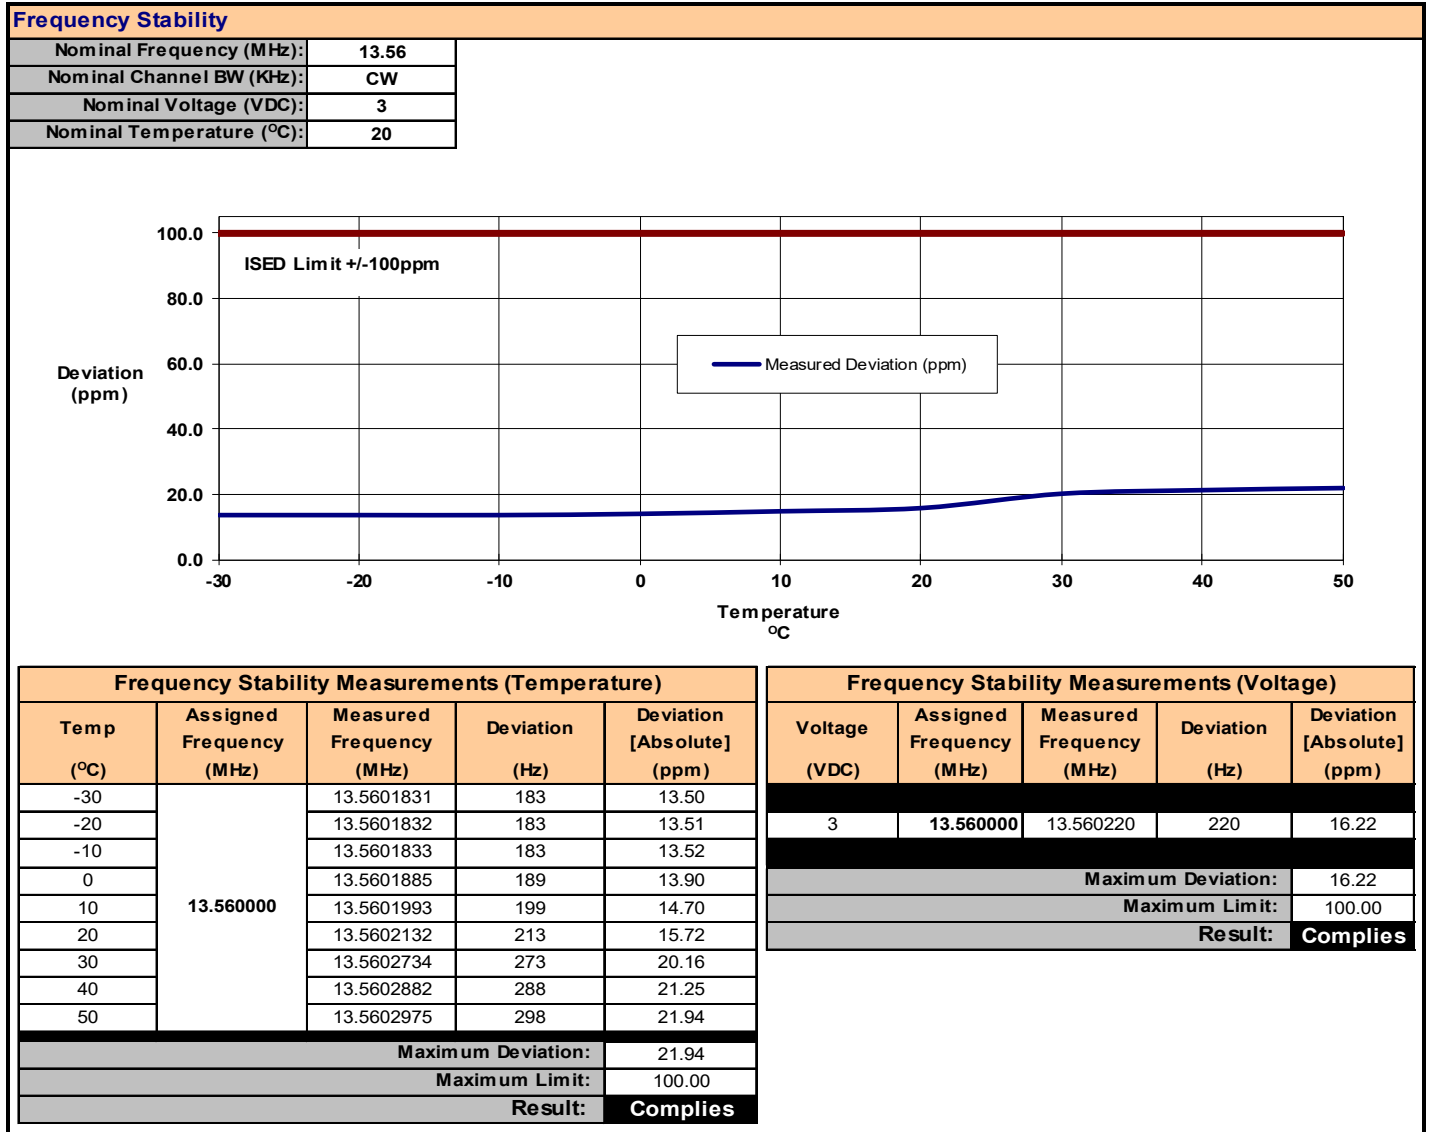 Frequency Stability
Nominal Frequency (MHz): 13.56
Nominal Channel BW (KHz): CW
Nominal Voltage (VDC): 3
Nominal Temperature (ᴼC): 20
100.0
ISED Limit +/-100ppm
80.0
60.0
Measured Deviation (ppm)
Deviation
(ppm)
40.0
20.0
0.0
-30 -20 -10 0 10 20 30 40 50
Temperature
ᴼC
Frequency Stability Measurements (Temperature)
Temp Assigned Measured Deviation Deviation
Frequency Frequency [Absolute]
(ᴼC) (MHz) (MHz) (Hz) (ppm)
-30 13.5601831 183 13.50
-20 13.5601832 183 13.51
-10 13.5601833 183 13.52
0 13.5601885 189 13.90
10 13.560000 13.5601993 199 14.70
20 13.5602132 213 15.72
30 13.5602734 273 20.16
40 13.5602882 288 21.25
50 13.5602975 298 21.94
Maximum Deviation: 21.94
Maximum Limit: 100.00
Result: Complies
Frequency Stability Measurements (Voltage)
Voltage Assigned Measured Deviation Deviation
Frequency Frequency [Absolute]
(VDC) (MHz) (MHz) (Hz) (ppm)
3 13.560000 13.560220 220 16.22
Maximum Deviation: 16.22
Maximum Limit: 100.00
Result: Complies